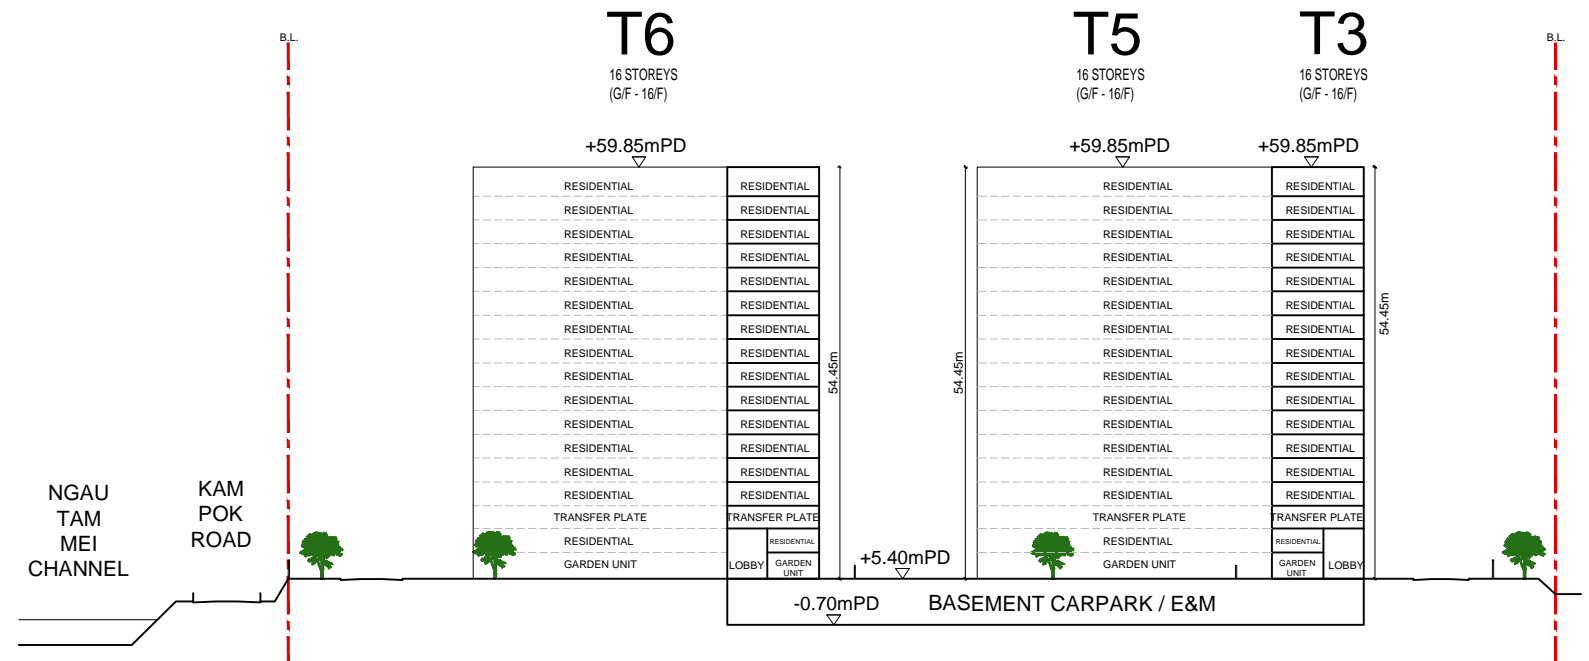 B.L.
T6
T5
T3
B.L.
16 STOREYS
(G/F - 16/F)
16 STOREYS
(G/F - 16/F)
16 STOREYS
(G/F - 16/F)
+59.85mPD
+59.85mPD
+59.85mPD
RESIDENTIAL RESIDENTIAL RESIDENTIAL RESIDENTIAL
RESIDENTIAL RESIDENTIAL RESIDENTIAL RESIDENTIAL
RESIDENTIAL RESIDENTIAL RESIDENTIAL RESIDENTIAL
RESIDENTIAL RESIDENTIAL RESIDENTIAL RESIDENTIAL
RESIDENTIAL RESIDENTIAL RESIDENTIAL RESIDENTIAL
RESIDENTIAL RESIDENTIAL RESIDENTIAL RESIDENTIAL
RESIDENTIAL RESIDENTIAL RESIDENTIAL RESIDENTIAL
RESIDENTIAL RESIDENTIAL RESIDENTIAL RESIDENTIAL
RESIDENTIAL RESIDENTIAL RESIDENTIAL RESIDENTIAL
RESIDENTIAL RESIDENTIAL RESIDENTIAL RESIDENTIAL
RESIDENTIAL RESIDENTIAL RESIDENTIAL RESIDENTIAL
RESIDENTIAL RESIDENTIAL RESIDENTIAL RESIDENTIAL
RESIDENTIAL RESIDENTIAL RESIDENTIAL RESIDENTIAL
RESIDENTIAL RESIDENTIAL RESIDENTIAL RESIDENTIAL
TRANSFER PLATE TRANSFER PLATE TRANSFER PLATE TRANSFER PLATE
RESIDENTIAL RESIDENTIAL RESIDENTIAL RESIDENTIAL
GARDEN UNIT LOBBY GARDEN
UNIT
GARDEN UNIT GARDEN
UNIT
LOBBY
54.45m
54.45m
54.45m
NGAU
TAM
MEI
CHANNEL
KAM
POK
ROAD
+5.40mPD
-0.70mPD
BASEMENT CARPARK / E&M